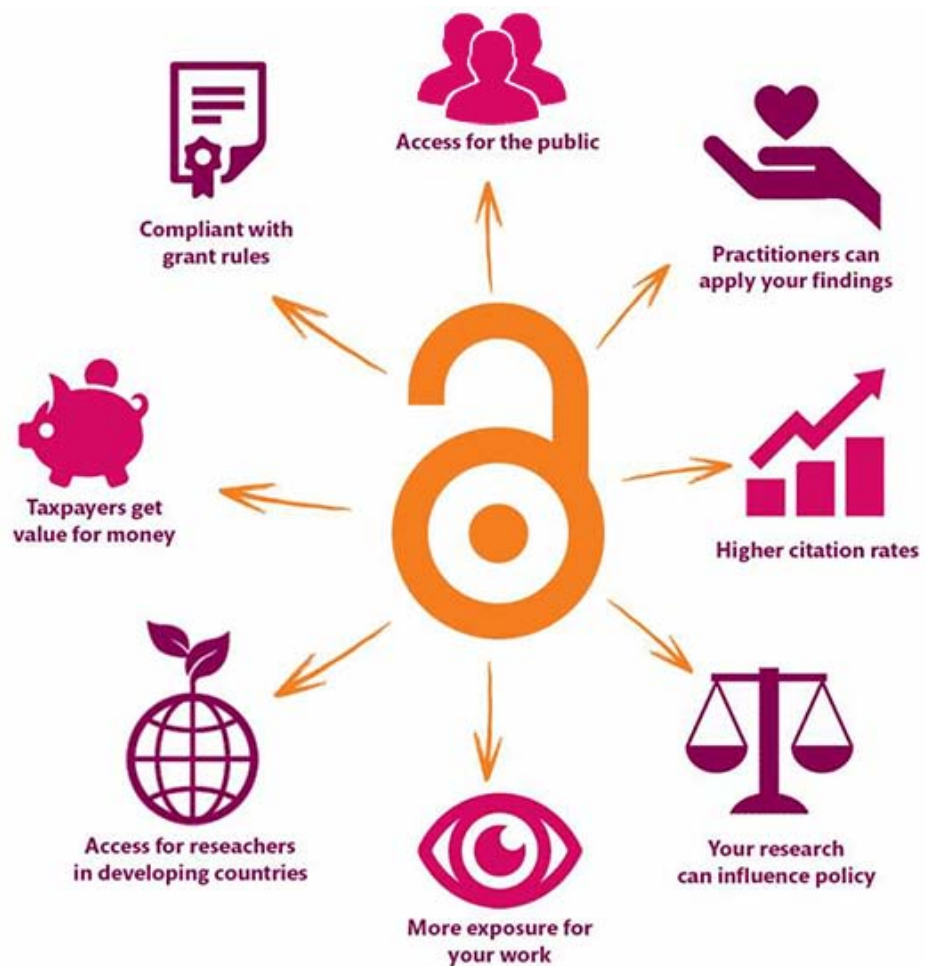 Access for the public
Compliant with
grant rules
Practitioners can
apply your findings
Taxpayers get
value for money
Higher citation rates
Access for reseachers
in developing countries
Your research
can influence policy
More exposure for
your work